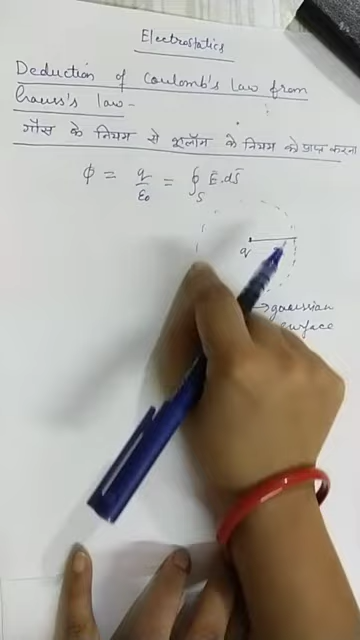 Electrostatics
Deduction of Coulomb's Law from
Gauss's law-
गौस के नियम से कूलॉम के नियम को प्राप्त करना
ϕ = q/ε₀ = ∮S E̅.dS̅
q
→gaussian
surface